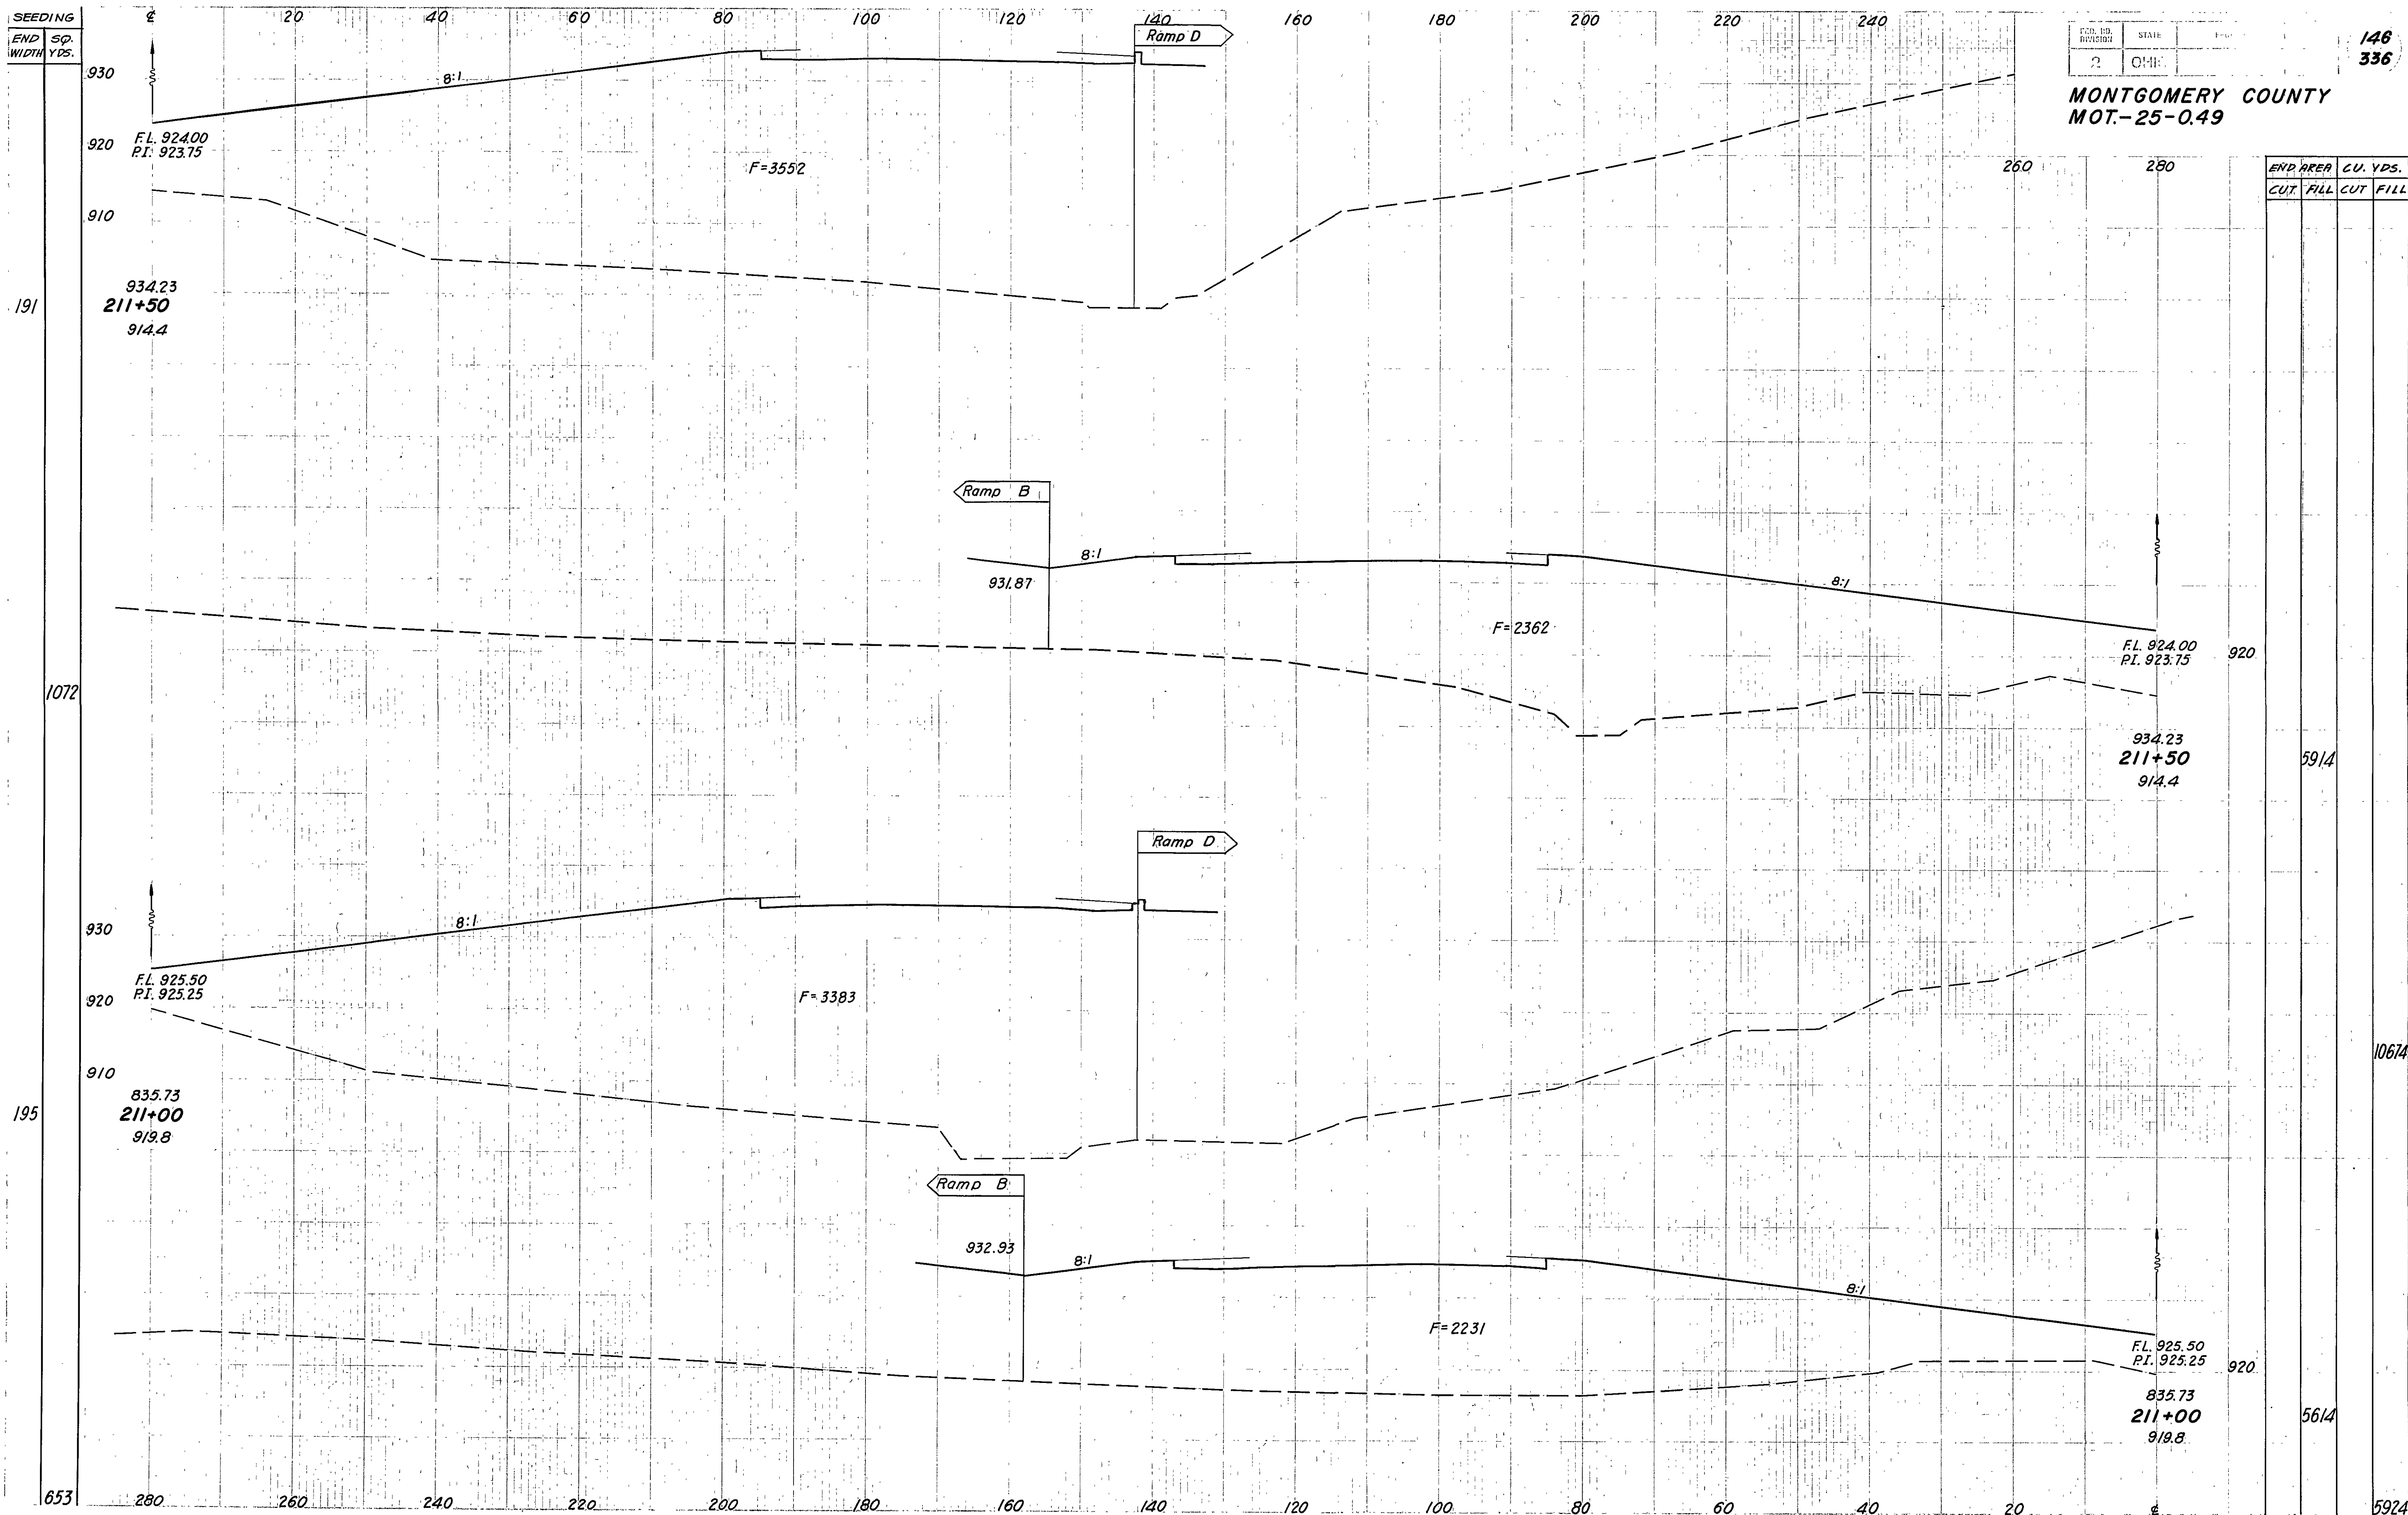 SEEDING
END WIDTH
SQ. YDS.
℄ 20 40 60 80 100 120 140 160 180 200 220 240
260 280
FED. RD. DIVISION
STATE
2
OHIO
146
336
MONTGOMERY COUNTY
MOT.-25-0.49
END AREA
CU. YDS.
CUT FILL CUT FILL
Ramp D
930
8:1
920
F.L. 924.00
P.I. 923.75
F=3552
910
934.23
211+50
914.4
191
Ramp B
8:1
931.87
8:1
F=2362
F.L. 924.00
P.I. 923.75
920
1072
934.23
211+50
914.4
5914
Ramp D
930
8:1
F.L. 925.50
P.I. 925.25
920
F=3383
910
10674
835.73
211+00
919.8
195
Ramp B
932.93
8:1
8:1
F=2231
F.L. 925.50
P.I. 925.25
920
835.73
211+00
919.8
5614
653
280 260 240 220 200 180 160 140 120 100 80 60 40 20 ℄
5924